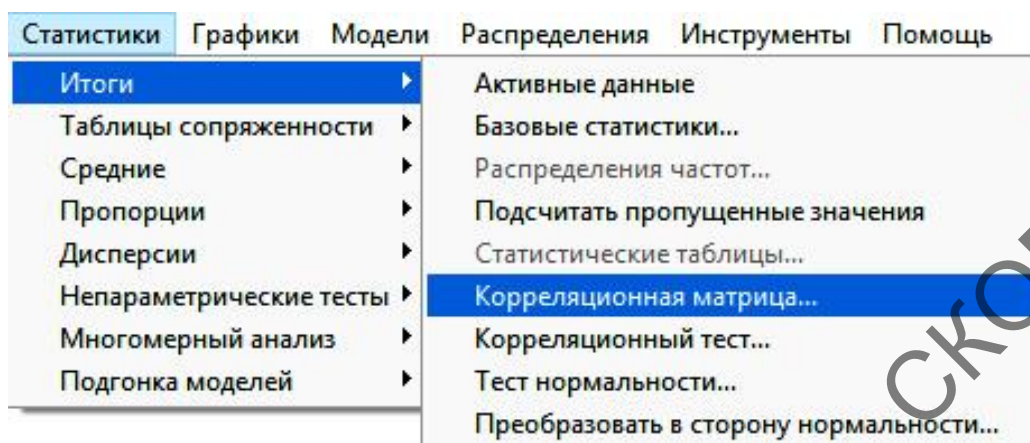 Статистики Графики Модели Распределения Инструменты Помощь
Итоги
Таблицы сопряженности
Средние
Пропорции
Дисперсии
Непараметрические тесты
Многомерный анализ
Подгонка моделей
Активные данные
Базовые статистики...
Распределения частот...
Подсчитать пропущенные значения
Статистические таблицы...
Корреляционная матрица...
Корреляционный тест...
Тест нормальности...
Преобразовать в сторону нормальности...